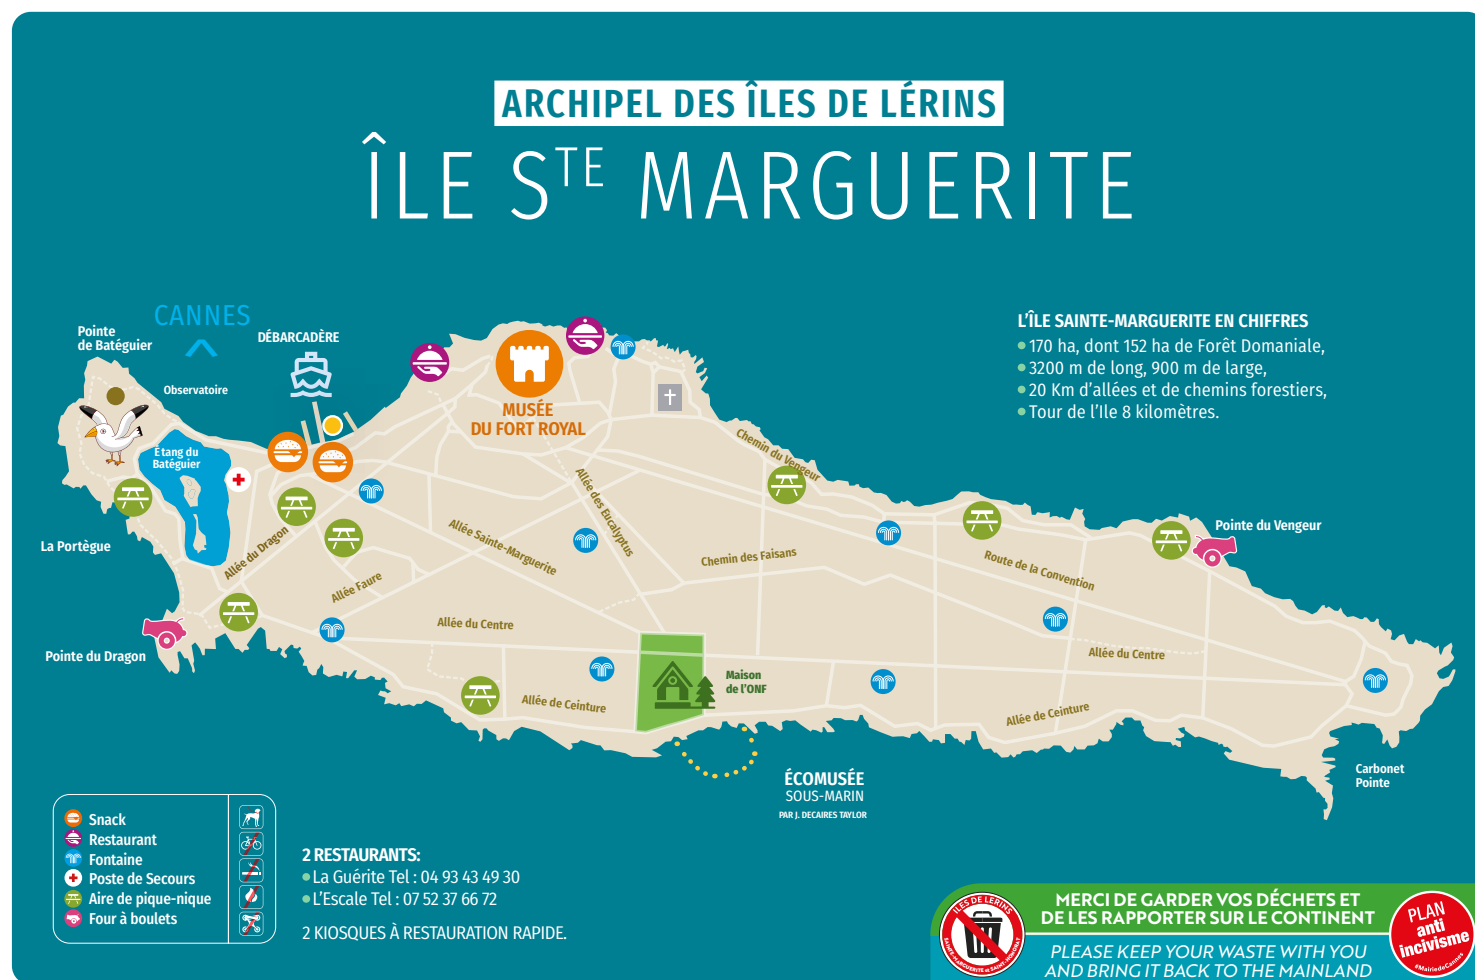 ARCHIPEL DES ÎLES DE LÉRINS
ÎLE STE MARGUERITE
CANNES
Pointe
de Batéguier
DÉBARCADÈRE
Observatoire
L'ÎLE SAINTE-MARGUERITE EN CHIFFRES
170 ha, dont 152 ha de Forêt Domaniale,
3200 m de long, 900 m de large,
20 Km d'allées et de chemins forestiers,
Tour de l'Ile 8 kilomètres.
MUSÉE
DU FORT ROYAL
Étang du
Batéguier
Chemin du Vengeur
Allée des Eucalyptus
La Portègue
Allée du Dragon
Allée Sainte-Marguerite
Chemin des Faisans
Pointe du Vengeur
Route de la Convention
Allée Faure
Allée du Centre
Allée du Centre
Pointe du Dragon
Maison
de l'ONF
Allée de Ceinture
Allée de Ceinture
Carbonet
Pointe
ÉCOMUSÉE
SOUS-MARIN
PAR J. DECAIRES TAYLOR
Snack
Restaurant
Fontaine
Poste de Secours
Aire de pique-nique
Four à boulets
2 RESTAURANTS:
La Guérite Tel : 04 93 43 49 30
L'Escale Tel : 07 52 37 66 72
2 KIOSQUES À RESTAURATION RAPIDE.
ILES DE LERINS
SAINTE-MARGUERITE et SAINT-HONORAT
MERCI DE GARDER VOS DÉCHETS ET
DE LES RAPPORTER SUR LE CONTINENT
PLEASE KEEP YOUR WASTE WITH YOU
AND BRING IT BACK TO THE MAINLAND
PLAN
anti
incivisme
#MairiedeCannes